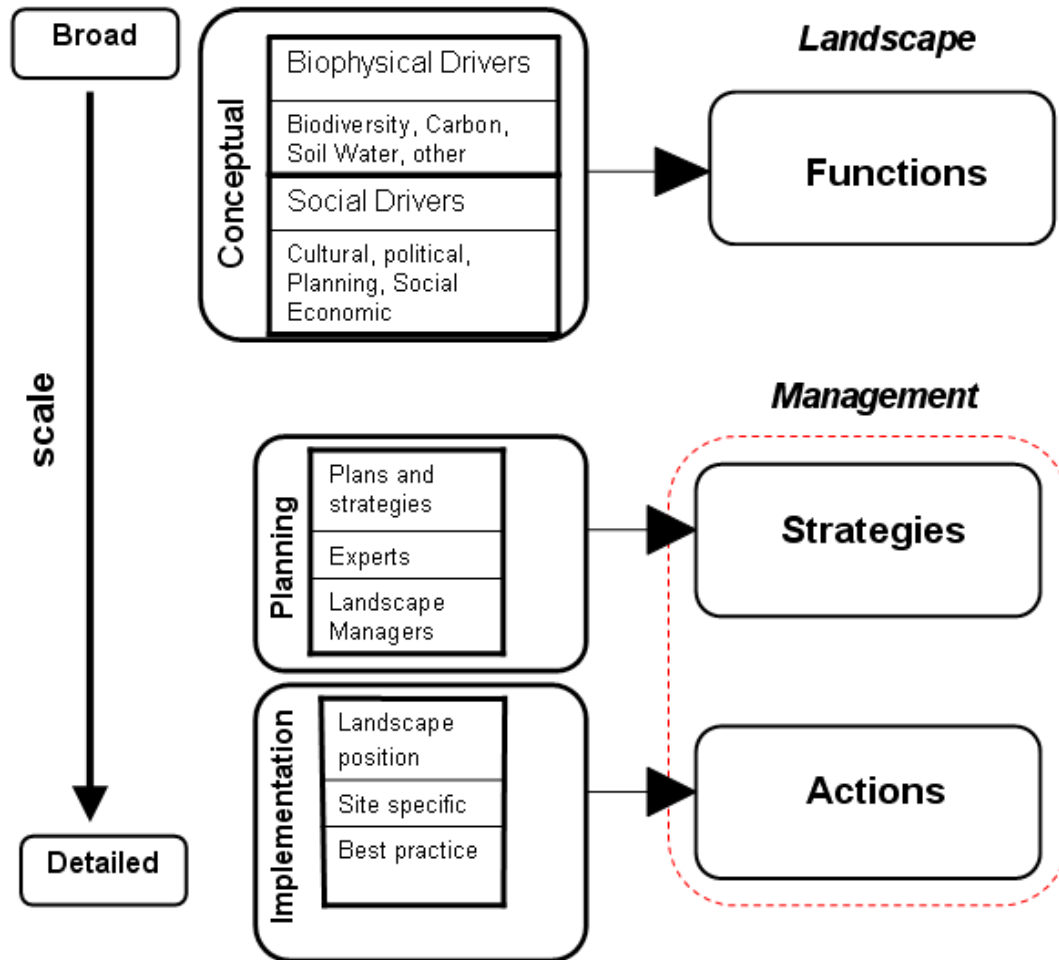 Broad
scale
Detailed
Conceptual
Biophysical Drivers
Biodiversity, Carbon,
Soil Water, other
Social Drivers
Cultural, political,
Planning, Social
Economic
Landscape
Functions
Management
Planning
Plans and
strategies
Experts
Landscape
Managers
Strategies
Implementation
Landscape
position
Site specific
Best practice
Actions